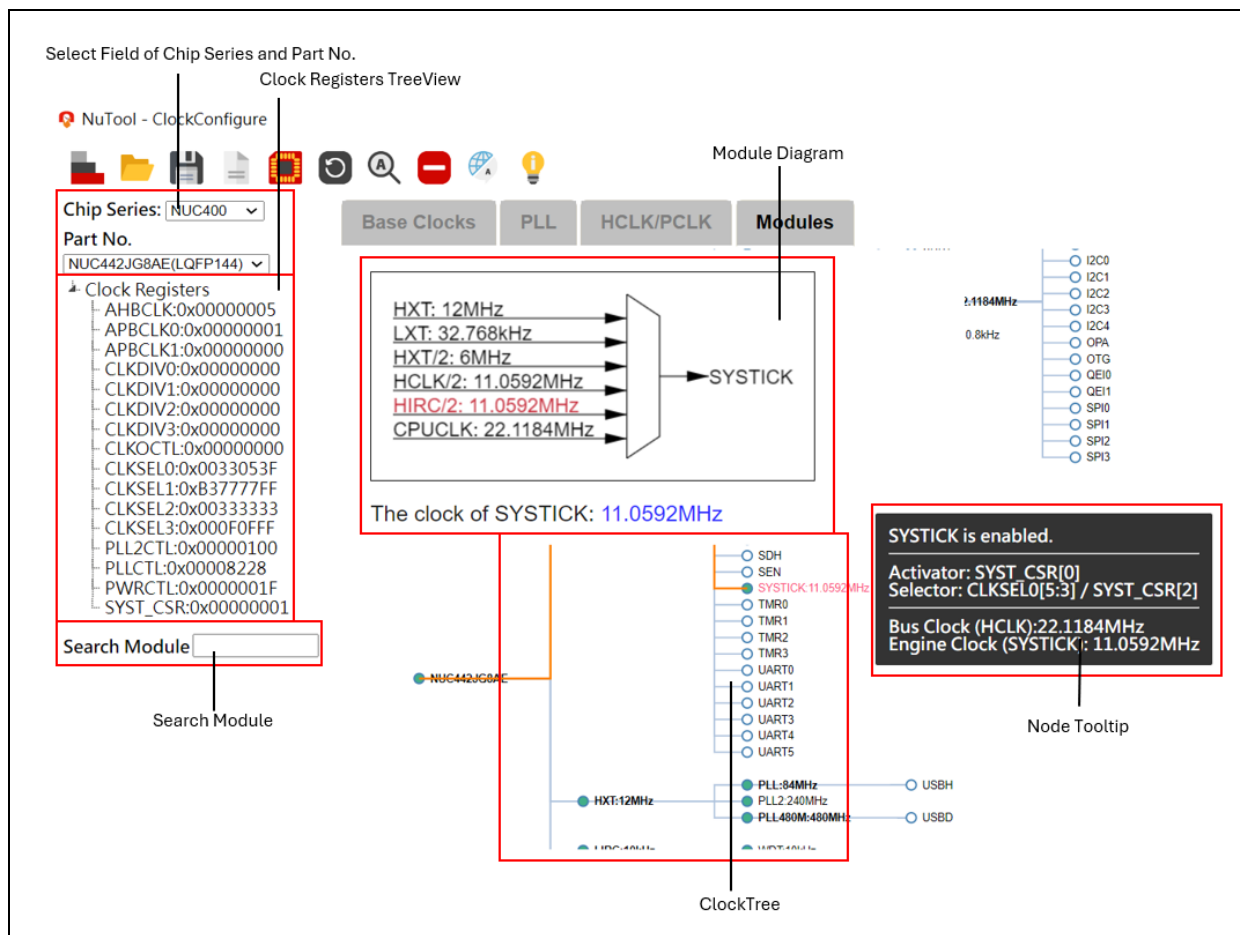 Select Field of Chip Series and Part No.
Clock Registers TreeView
NuTool - ClockConfigure
Module Diagram
Chip Series: NUC400
Part No.
NUC442JG8AE(LQFP144)
Clock Registers
AHBCLK:0x00000005
APBCLK0:0x00000001
APBCLK1:0x00000000
CLKDIV0:0x00000000
CLKDIV1:0x00000000
CLKDIV2:0x00000000
CLKDIV3:0x00000000
CLKOCTL:0x00000000
CLKSEL0:0x0033053F
CLKSEL1:0xB37777FF
CLKSEL2:0x00333333
CLKSEL3:0x000F0FFF
PLL2CTL:0x00000100
PLLCTL:0x00008228
PWRCTL:0x0000001F
SYST_CSR:0x00000001
Search Module
Search Module
Base Clocks
PLL
HCLK/PCLK
Modules
HXT: 12MHz
LXT: 32.768kHz
HXT/2: 6MHz
HCLK/2: 11.0592MHz
HIRC/2: 11.0592MHz
CPUCLK: 22.1184MHz
SYSTICK
The clock of SYSTICK: 11.0592MHz
I2C0
I2C1
I2C2
2.1184MHz
I2C3
I2C4
0.8kHz
OPA
OTG
QEI0
QEI1
SPI0
SPI1
SPI2
SPI3
SDH
SEN
SYSTICK:11.0592MHz
TMR0
TMR1
TMR2
TMR3
UART0
NUC442JG8AE
UART1
UART2
UART3
UART4
UART5
HXT:12MHz
PLL:84MHz
USBH
PLL2:240MHz
PLL480M:480MHz
USBD
LIRC:10kHz
WDT:10kHz
SYSTICK is enabled.
Activator: SYST_CSR[0]
Selector: CLKSEL0[5:3] / SYST_CSR[2]
Bus Clock (HCLK):22.1184MHz
Engine Clock (SYSTICK): 11.0592MHz
Node Tooltip
ClockTree